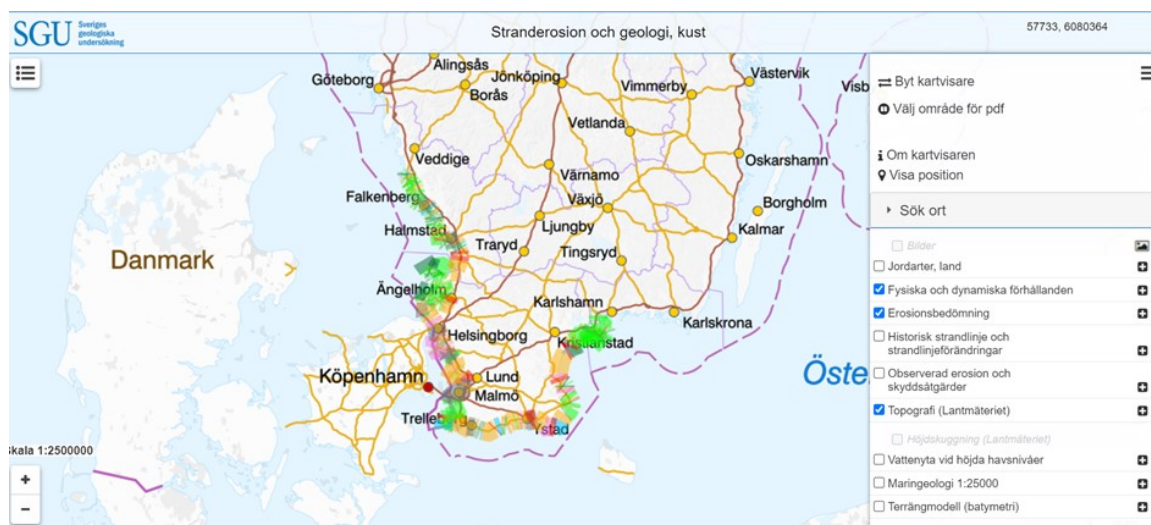 SGU
Sveriges
geologiska
undersökning
Stranderosion och geologi, kust
57733, 6080364
Alingsås
Göteborg
Jönköping
Borås
Vimmerby
Västervik
Visb
Vetlanda
Veddige
Värnamo
Oskarshamn
Falkenberg
Växjö
Borgholm
Halmstad
Ljungby
Kalmar
Traryd
Tingsryd
Danmark
Ängelholm
Karlshamn
Karlskrona
Helsingborg
Kristianstad
Köpenhamn
Lund
Malmö
Öste
Trelleborg
Ystad
skala 1:2500000
+
−
Byt kartvisare
Välj område för pdf
Om kartvisaren
Visa position
Sök ort
Bilder
Jordarter, land
Fysiska och dynamiska förhållanden
Erosionsbedömning
Historisk strandlinje och
strandlinjeförändringar
Observerad erosion och
skyddsåtgärder
Topografi (Lantmäteriet)
Höjdskuggning (Lantmäteriet)
Vattenyta vid höjda havsnivåer
Maringeologi 1:25000
Terrängmodell (batymetri)